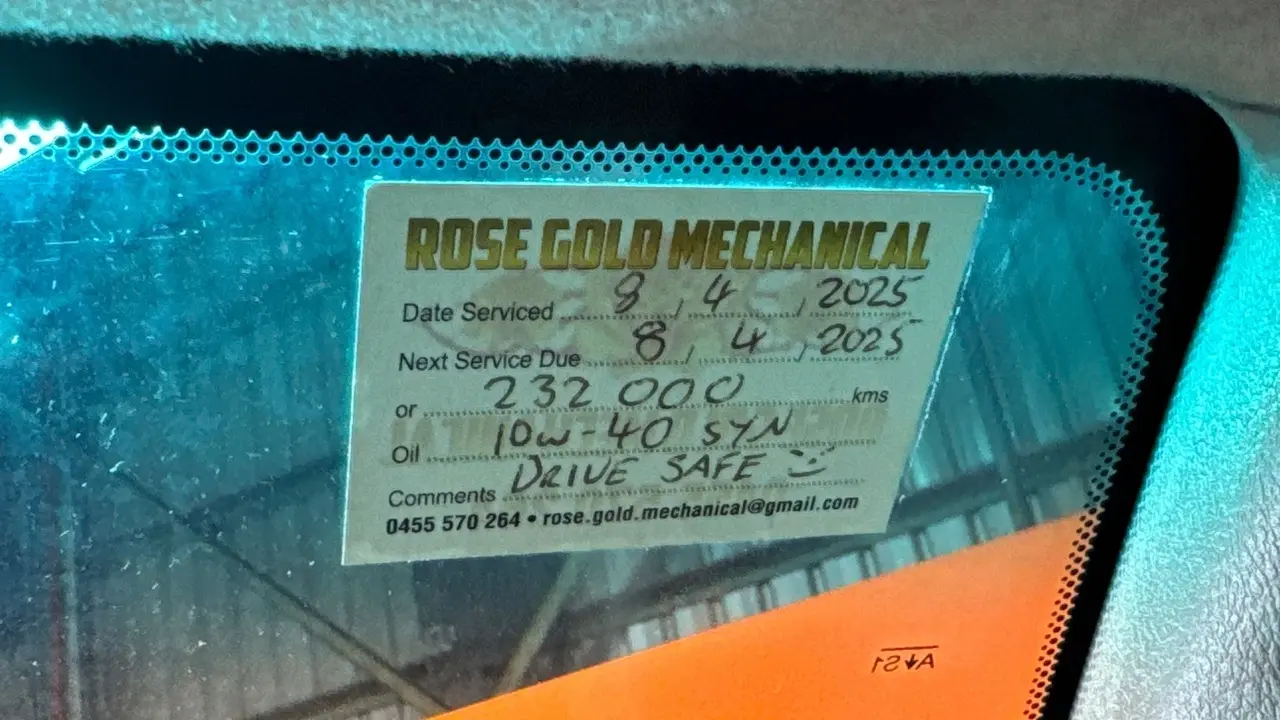 ROSE GOLD MECHANICAL
Date Serviced 8 / 4 / 2025
Next Service Due 8 / 4 / 2025
or 232 000 kms
Oil 10w-40 SYN
Comments DRIVE SAFE :)
0455 570 264 • rose.gold.mechanical@gmail.com
AS1